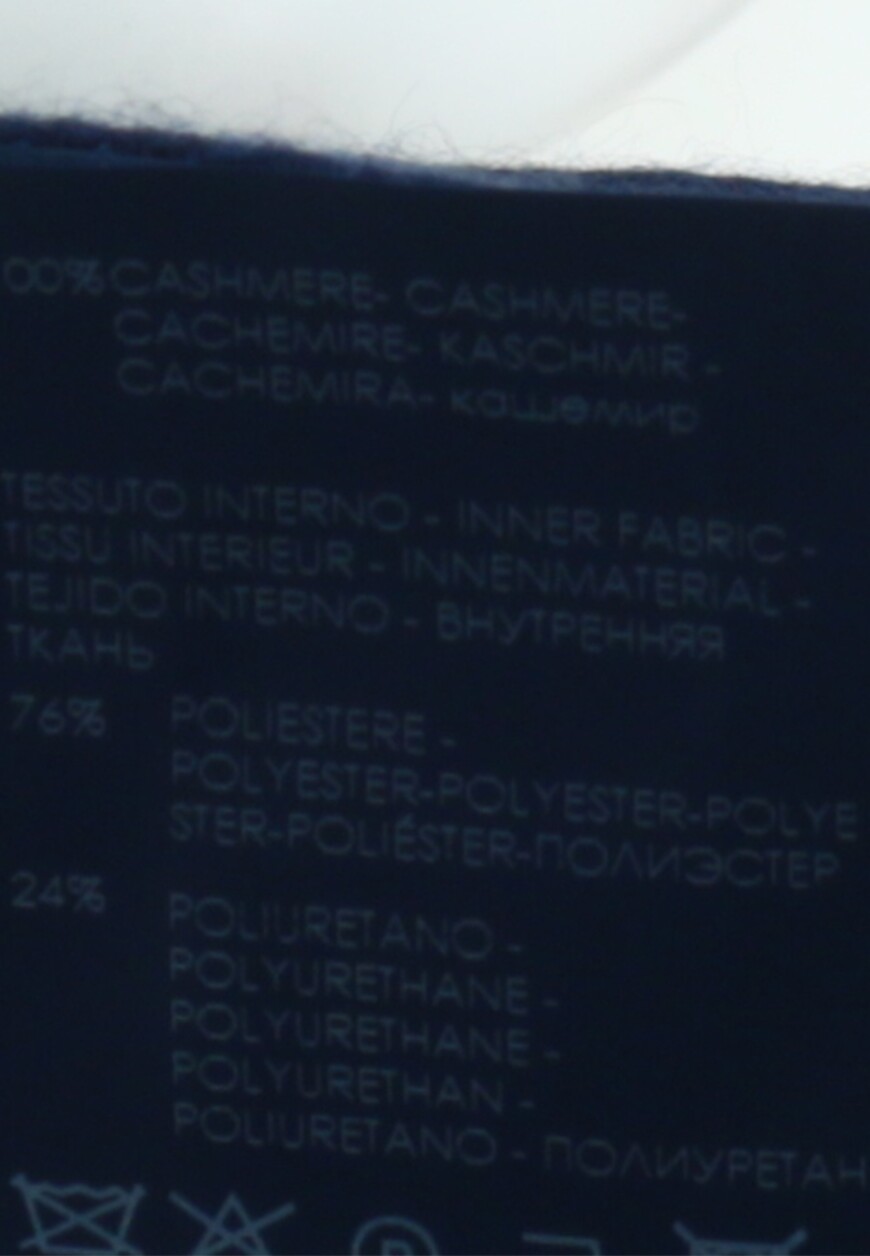 00% CASHMERE- CASHMERE-
CACHEMIRE- KASCHMIR -
CACHEMIRA- кашемир
TESSUTO INTERNO - INNER FABRIC -
TISSU INTERIEUR - INNENMATERIAL -
TEJIDO INTERNO - ВНУТРЕННЯЯ
ТКАНЬ
76% POLIESTERE -
POLYESTER-POLYESTER-POLYE
STER-POLIÉSTER-ПОЛИЭСТЕР
24% POLIURETANO -
POLYURETHANE -
POLYURETHANE -
POLYURETHAN -
POLIURETANO - ПОЛИУРЕТАН